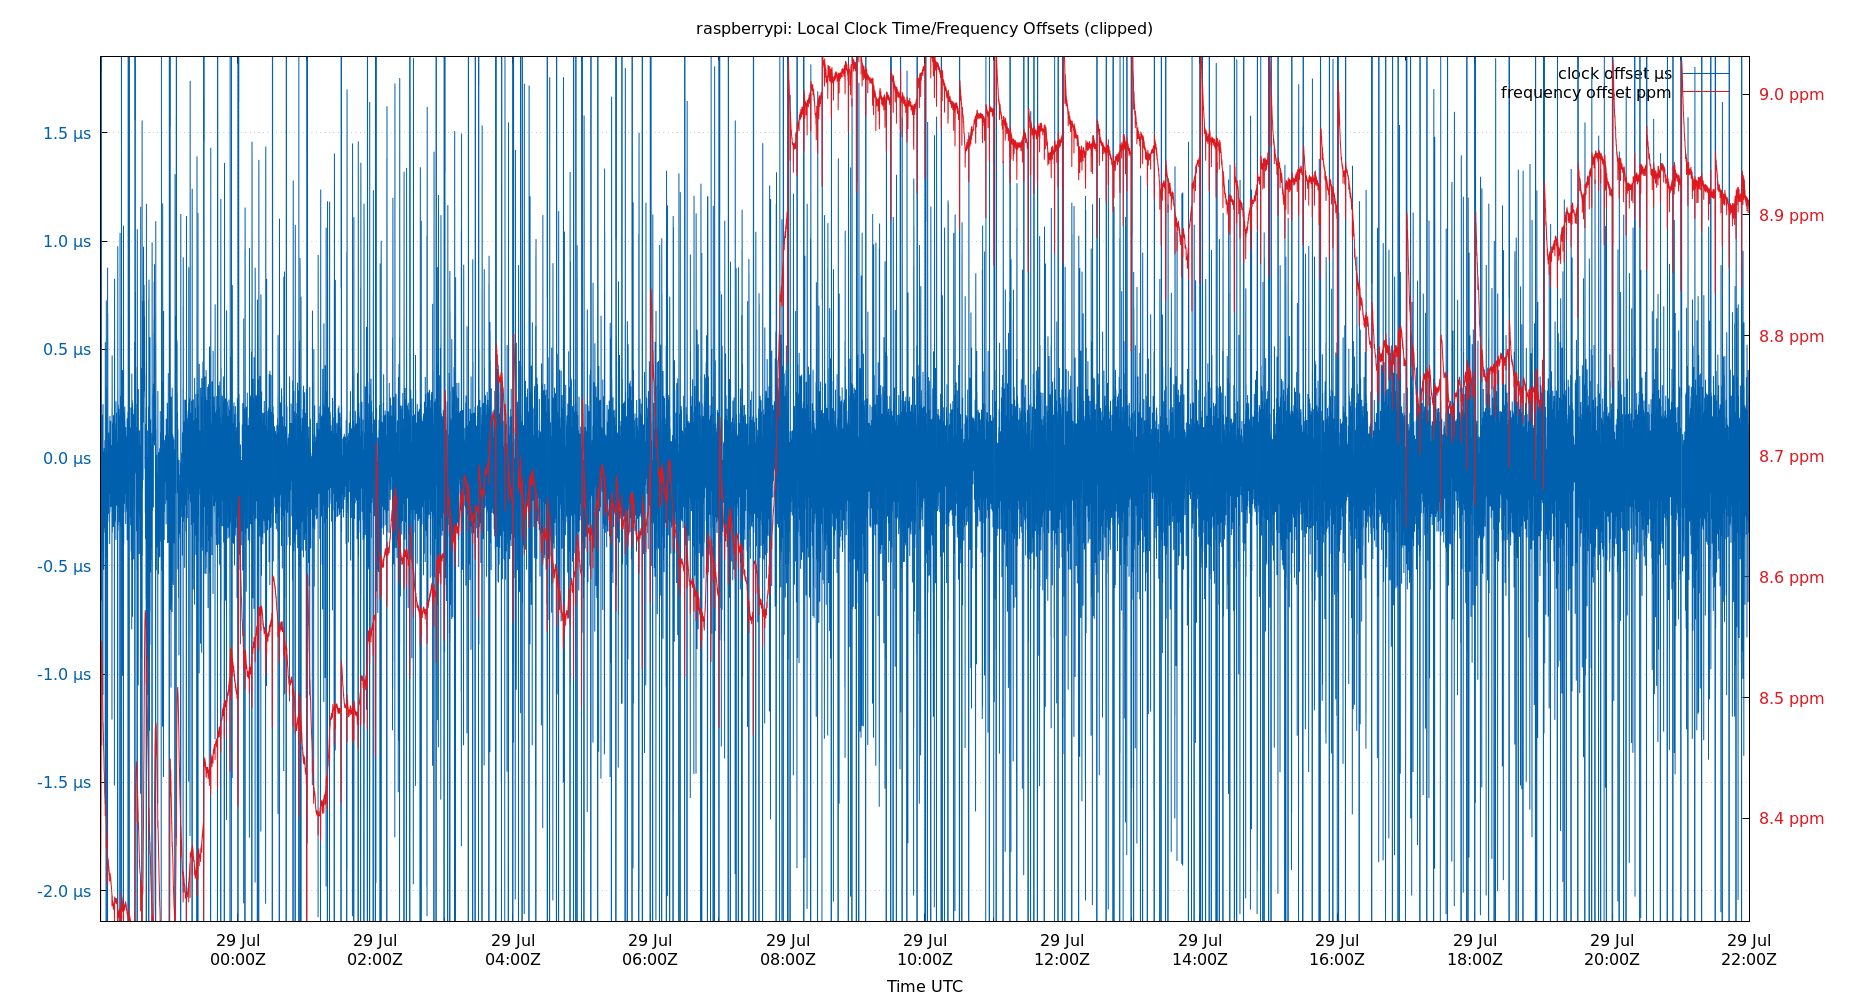 raspberrypi: Local Clock Time/Frequency Offsets (clipped)
clock offset µs
frequency offset ppm
1.5 µs
1.0 µs
0.5 µs
0.0 µs
-0.5 µs
-1.0 µs
-1.5 µs
-2.0 µs
9.0 ppm
8.9 ppm
8.8 ppm
8.7 ppm
8.6 ppm
8.5 ppm
8.4 ppm
29 Jul 29 Jul 29 Jul 29 Jul 29 Jul 29 Jul 29 Jul 29 Jul 29 Jul 29 Jul 29 Jul 29 Jul
00:00Z 02:00Z 04:00Z 06:00Z 08:00Z 10:00Z 12:00Z 14:00Z 16:00Z 18:00Z 20:00Z 22:00Z
Time UTC